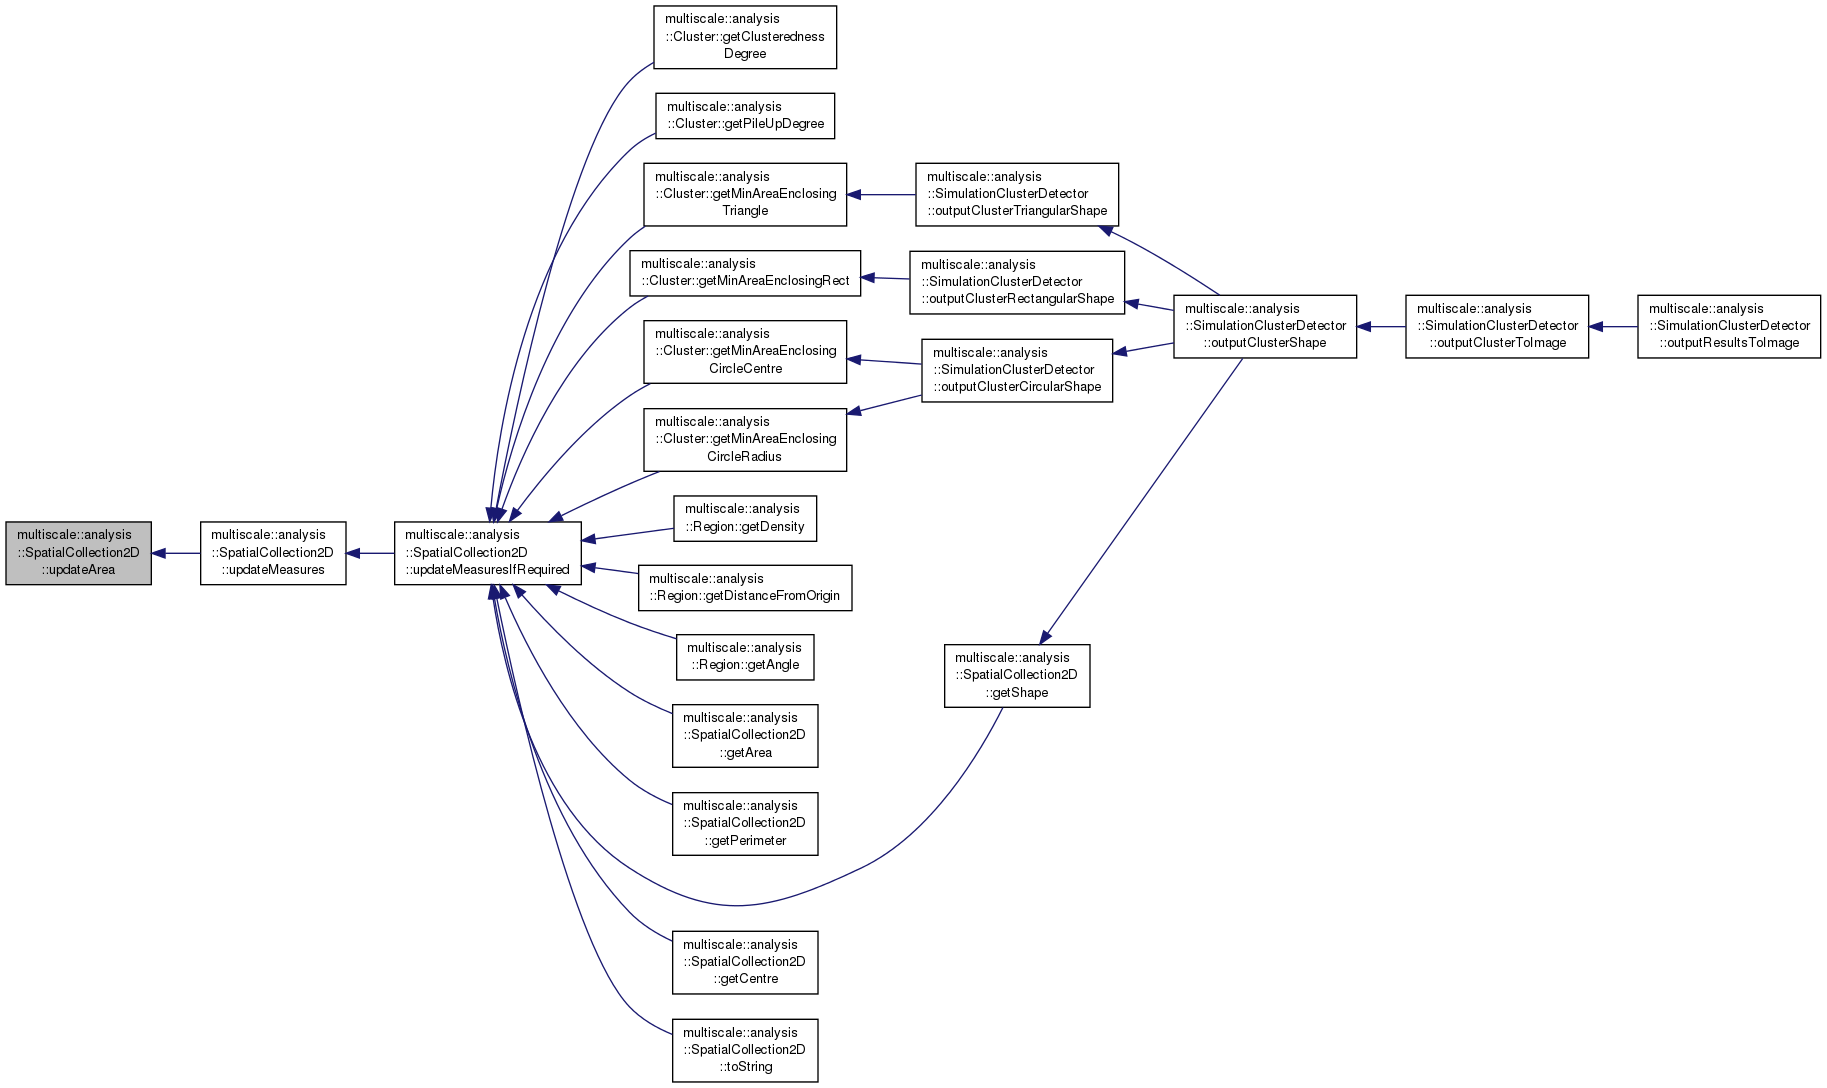 multiscale::analysis
::Cluster::getClusteredness
Degree
multiscale::analysis
::Cluster::getPileUpDegree
multiscale::analysis
::Cluster::getMinAreaEnclosing
Triangle
multiscale::analysis
::SimulationClusterDetector
::outputClusterTriangularShape
multiscale::analysis
::Cluster::getMinAreaEnclosingRect
multiscale::analysis
::SimulationClusterDetector
::outputClusterRectangularShape
multiscale::analysis
::Cluster::getMinAreaEnclosing
CircleCentre
multiscale::analysis
::SimulationClusterDetector
::outputClusterCircularShape
multiscale::analysis
::SimulationClusterDetector
::outputClusterShape
multiscale::analysis
::SimulationClusterDetector
::outputClusterToImage
multiscale::analysis
::SimulationClusterDetector
::outputResultsToImage
multiscale::analysis
::Cluster::getMinAreaEnclosing
CircleRadius
multiscale::analysis
::SpatialCollection2D
::updateArea
multiscale::analysis
::SpatialCollection2D
::updateMeasures
multiscale::analysis
::SpatialCollection2D
::updateMeasuresIfRequired
multiscale::analysis
::Region::getDensity
multiscale::analysis
::Region::getDistanceFromOrigin
multiscale::analysis
::Region::getAngle
multiscale::analysis
::SpatialCollection2D
::getShape
multiscale::analysis
::SpatialCollection2D
::getArea
multiscale::analysis
::SpatialCollection2D
::getPerimeter
multiscale::analysis
::SpatialCollection2D
::getCentre
multiscale::analysis
::SpatialCollection2D
::toString